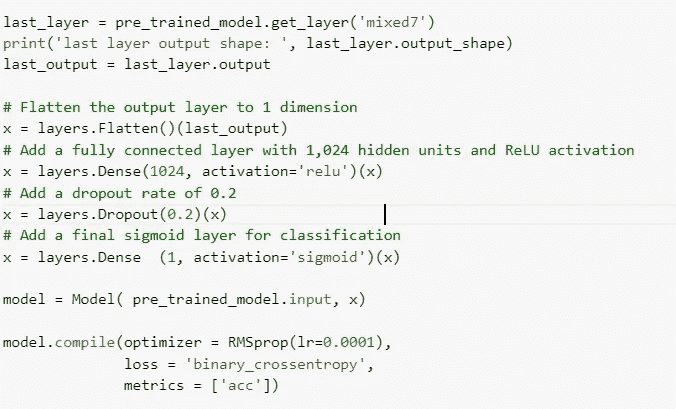 last_layer = pre_trained_model.get_layer('mixed7')
print('last layer output shape: ', last_layer.output_shape)
last_output = last_layer.output

# Flatten the output layer to 1 dimension
x = layers.Flatten()(last_output)
# Add a fully connected layer with 1,024 hidden units and ReLU activation
x = layers.Dense(1024, activation='relu')(x)
# Add a dropout rate of 0.2
x = layers.Dropout(0.2)(x)
# Add a final sigmoid layer for classification
x = layers.Dense  (1, activation='sigmoid')(x)

model = Model( pre_trained_model.input, x)

model.compile(optimizer = RMSprop(lr=0.0001),
              loss = 'binary_crossentropy',
              metrics = ['acc'])